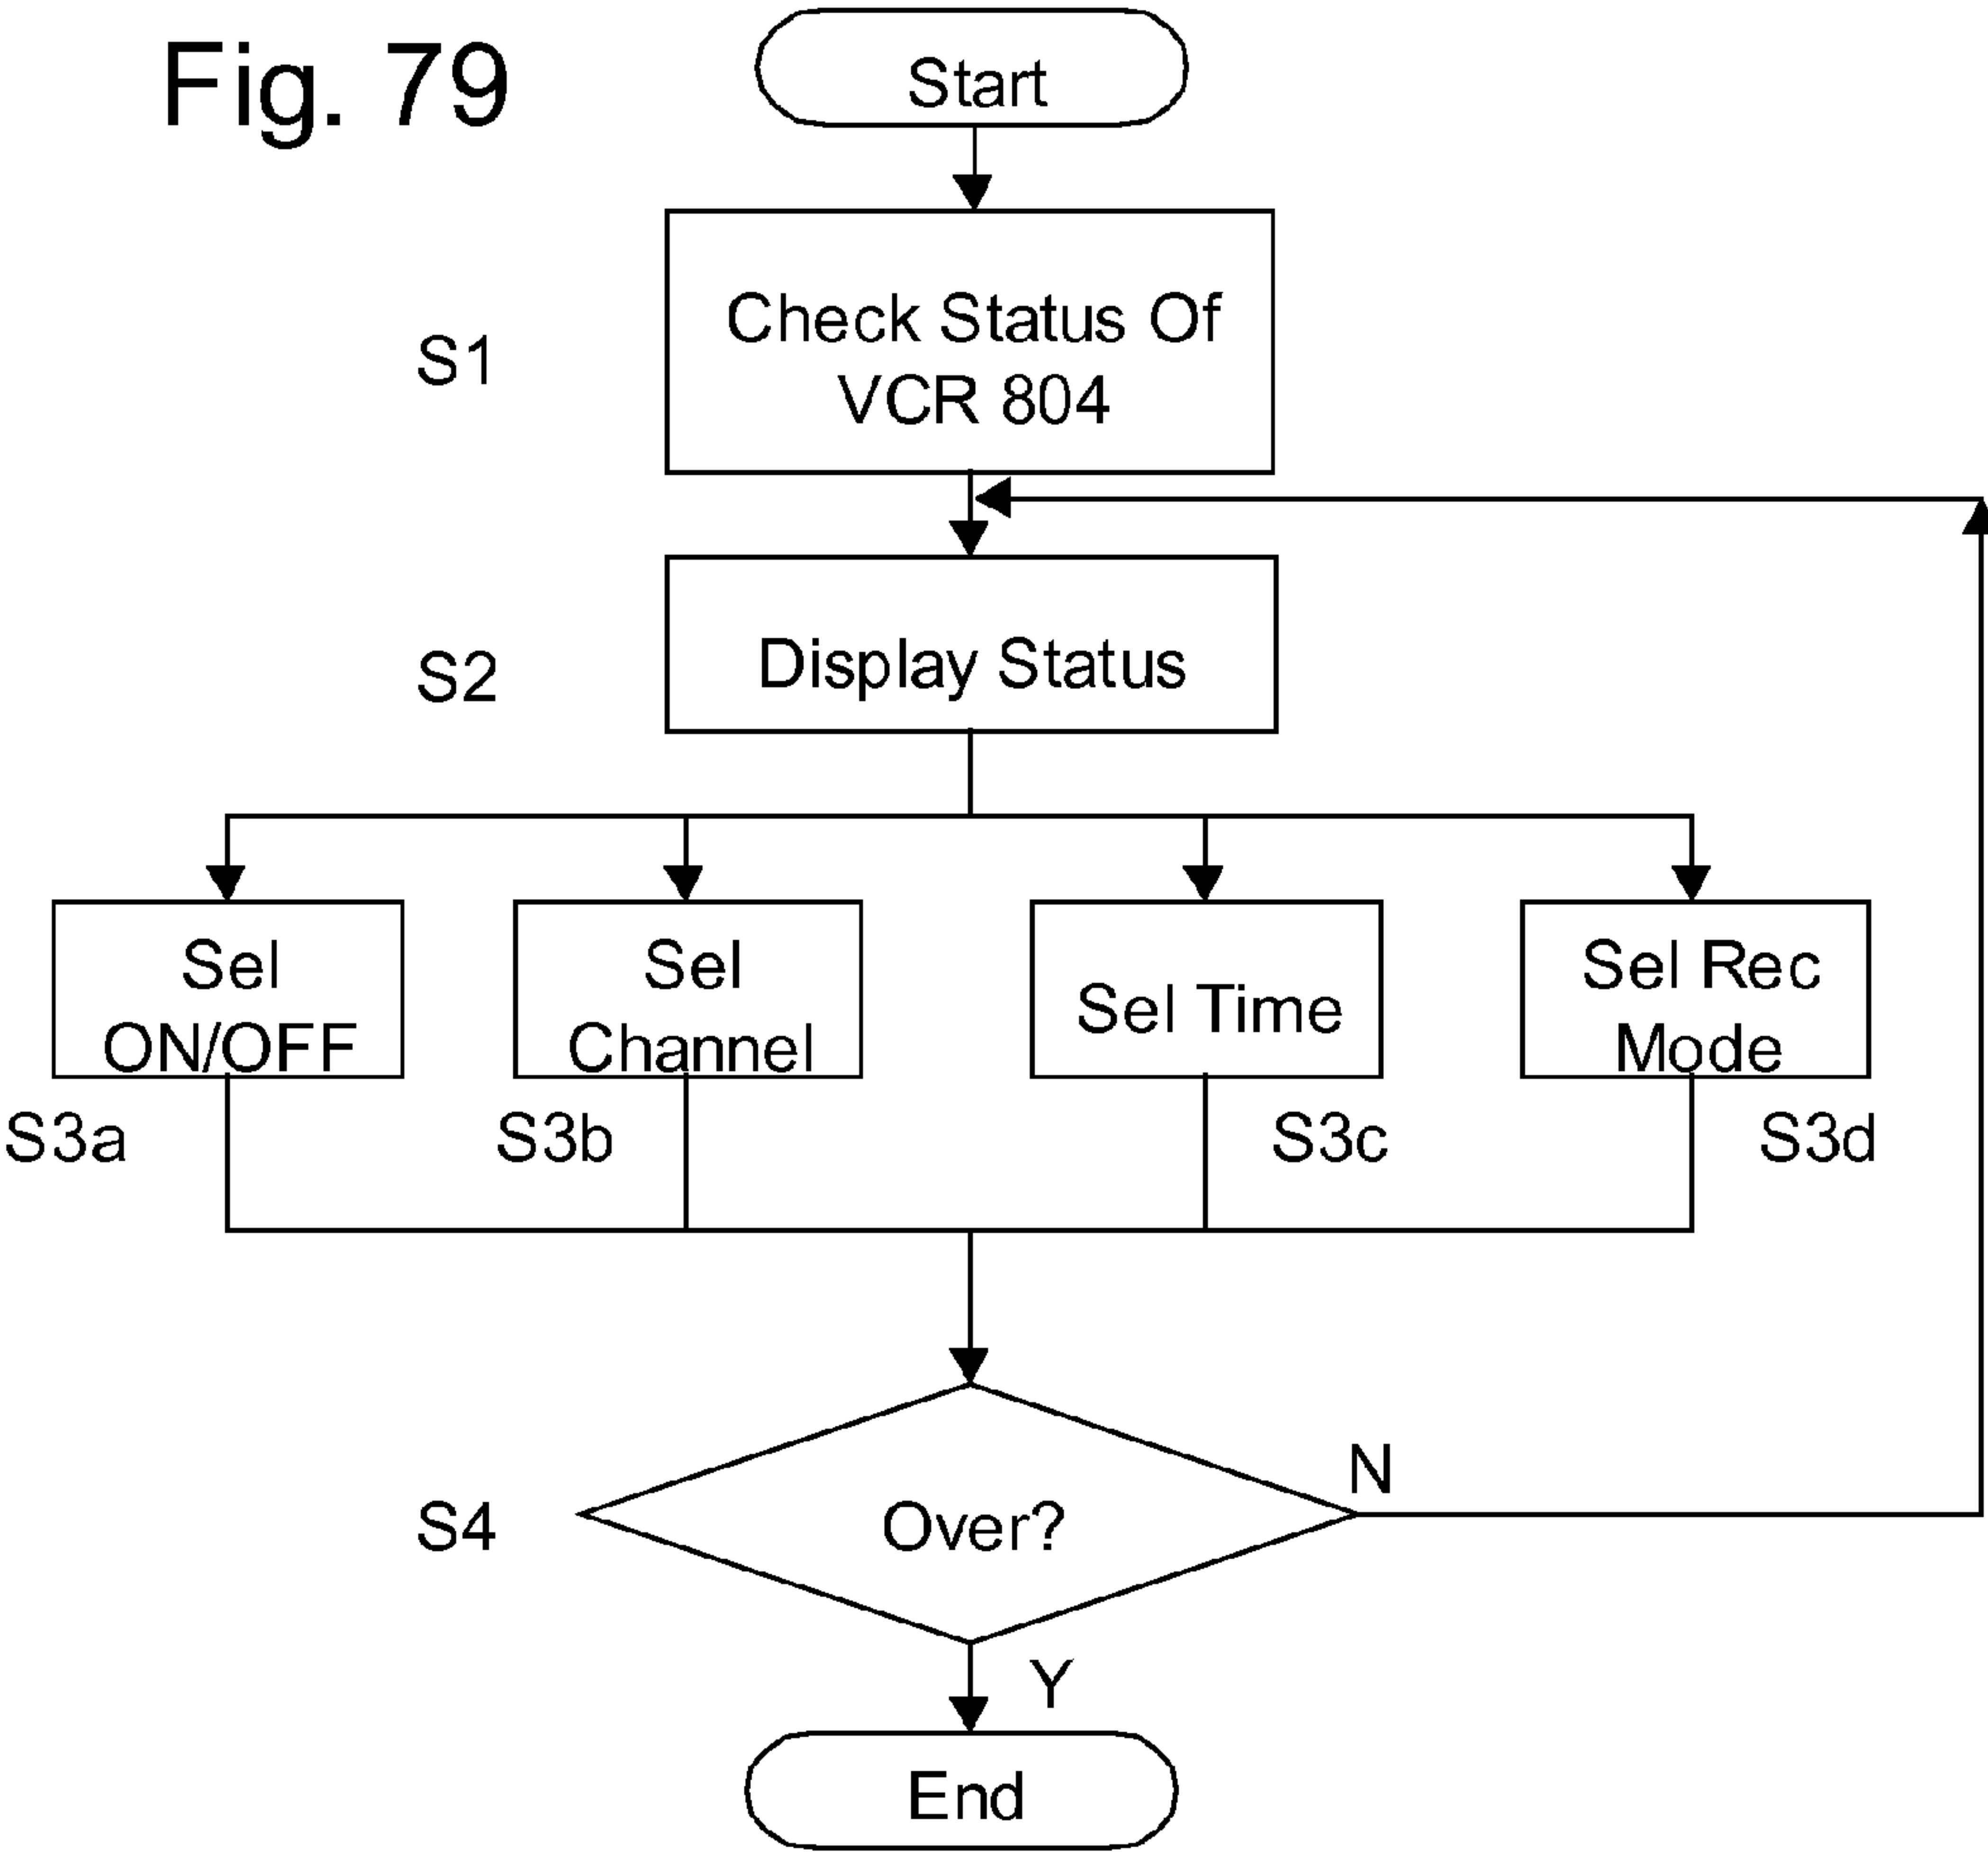 Fig. 79
Start
S1
Check Status Of
VCR 804
S2
Display Status
Sel
ON/OFF
Sel
Channel
Sel Time
Sel Rec
Mode
S3a
S3b
S3c
S3d
S4
Over?
N
Y
End